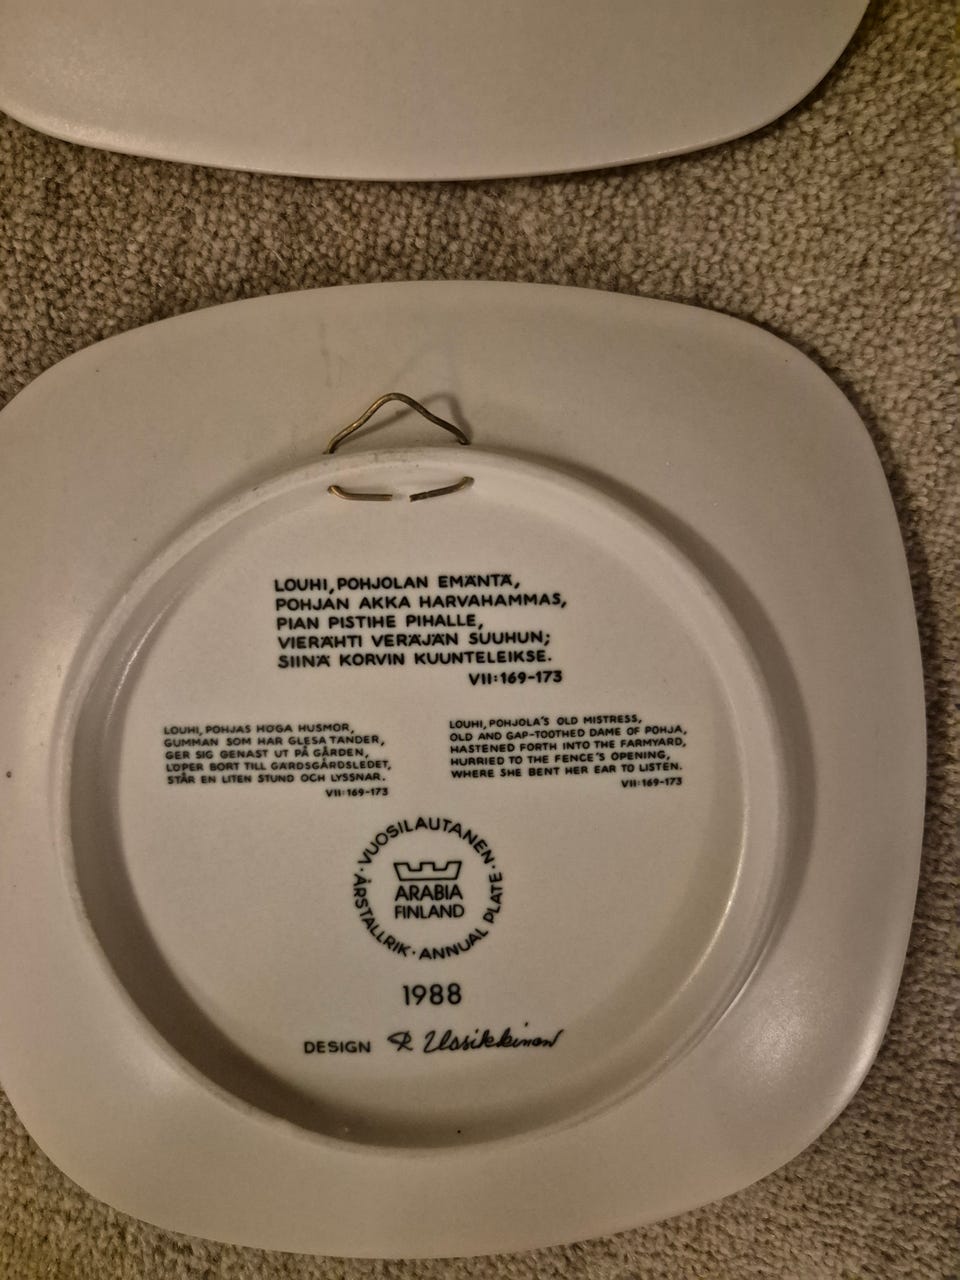 LOUHI, POHJOLAN EMÄNTÄ,
POHJAN AKKA HARVAHAMMAS,
PIAN PISTIHE PIHALLE,
VIERÄHTI VERÄJÄN SUUHUN;
SIINÄ KORVIN KUUNTELEIKSE.
VII:169-173
LOUHI, POHJAS HÖGA HUSMOR,
GUMMAN SOM HAR GLESA TÄNDER,
GER SIG GENAST UT PÅ GÅRDEN,
LÖPER BORT TILL GÄRDSGÅRDSLEDET,
STÅR EN LITEN STUND OCH LYSSNAR.
VII:169-173
LOUHI, POHJOLA'S OLD MISTRESS,
OLD AND GAP-TOOTHED DAME OF POHJA,
HASTENED FORTH INTO THE FARMYARD,
HURRIED TO THE FENCE'S OPENING,
WHERE SHE BENT HER EAR TO LISTEN.
VII:169-173
· VUOSILAUTANEN ·
ARABIA
FINLAND
ÅRSTALLRIK · ANNUAL PLATE
1988
DESIGN R Uosikkinen